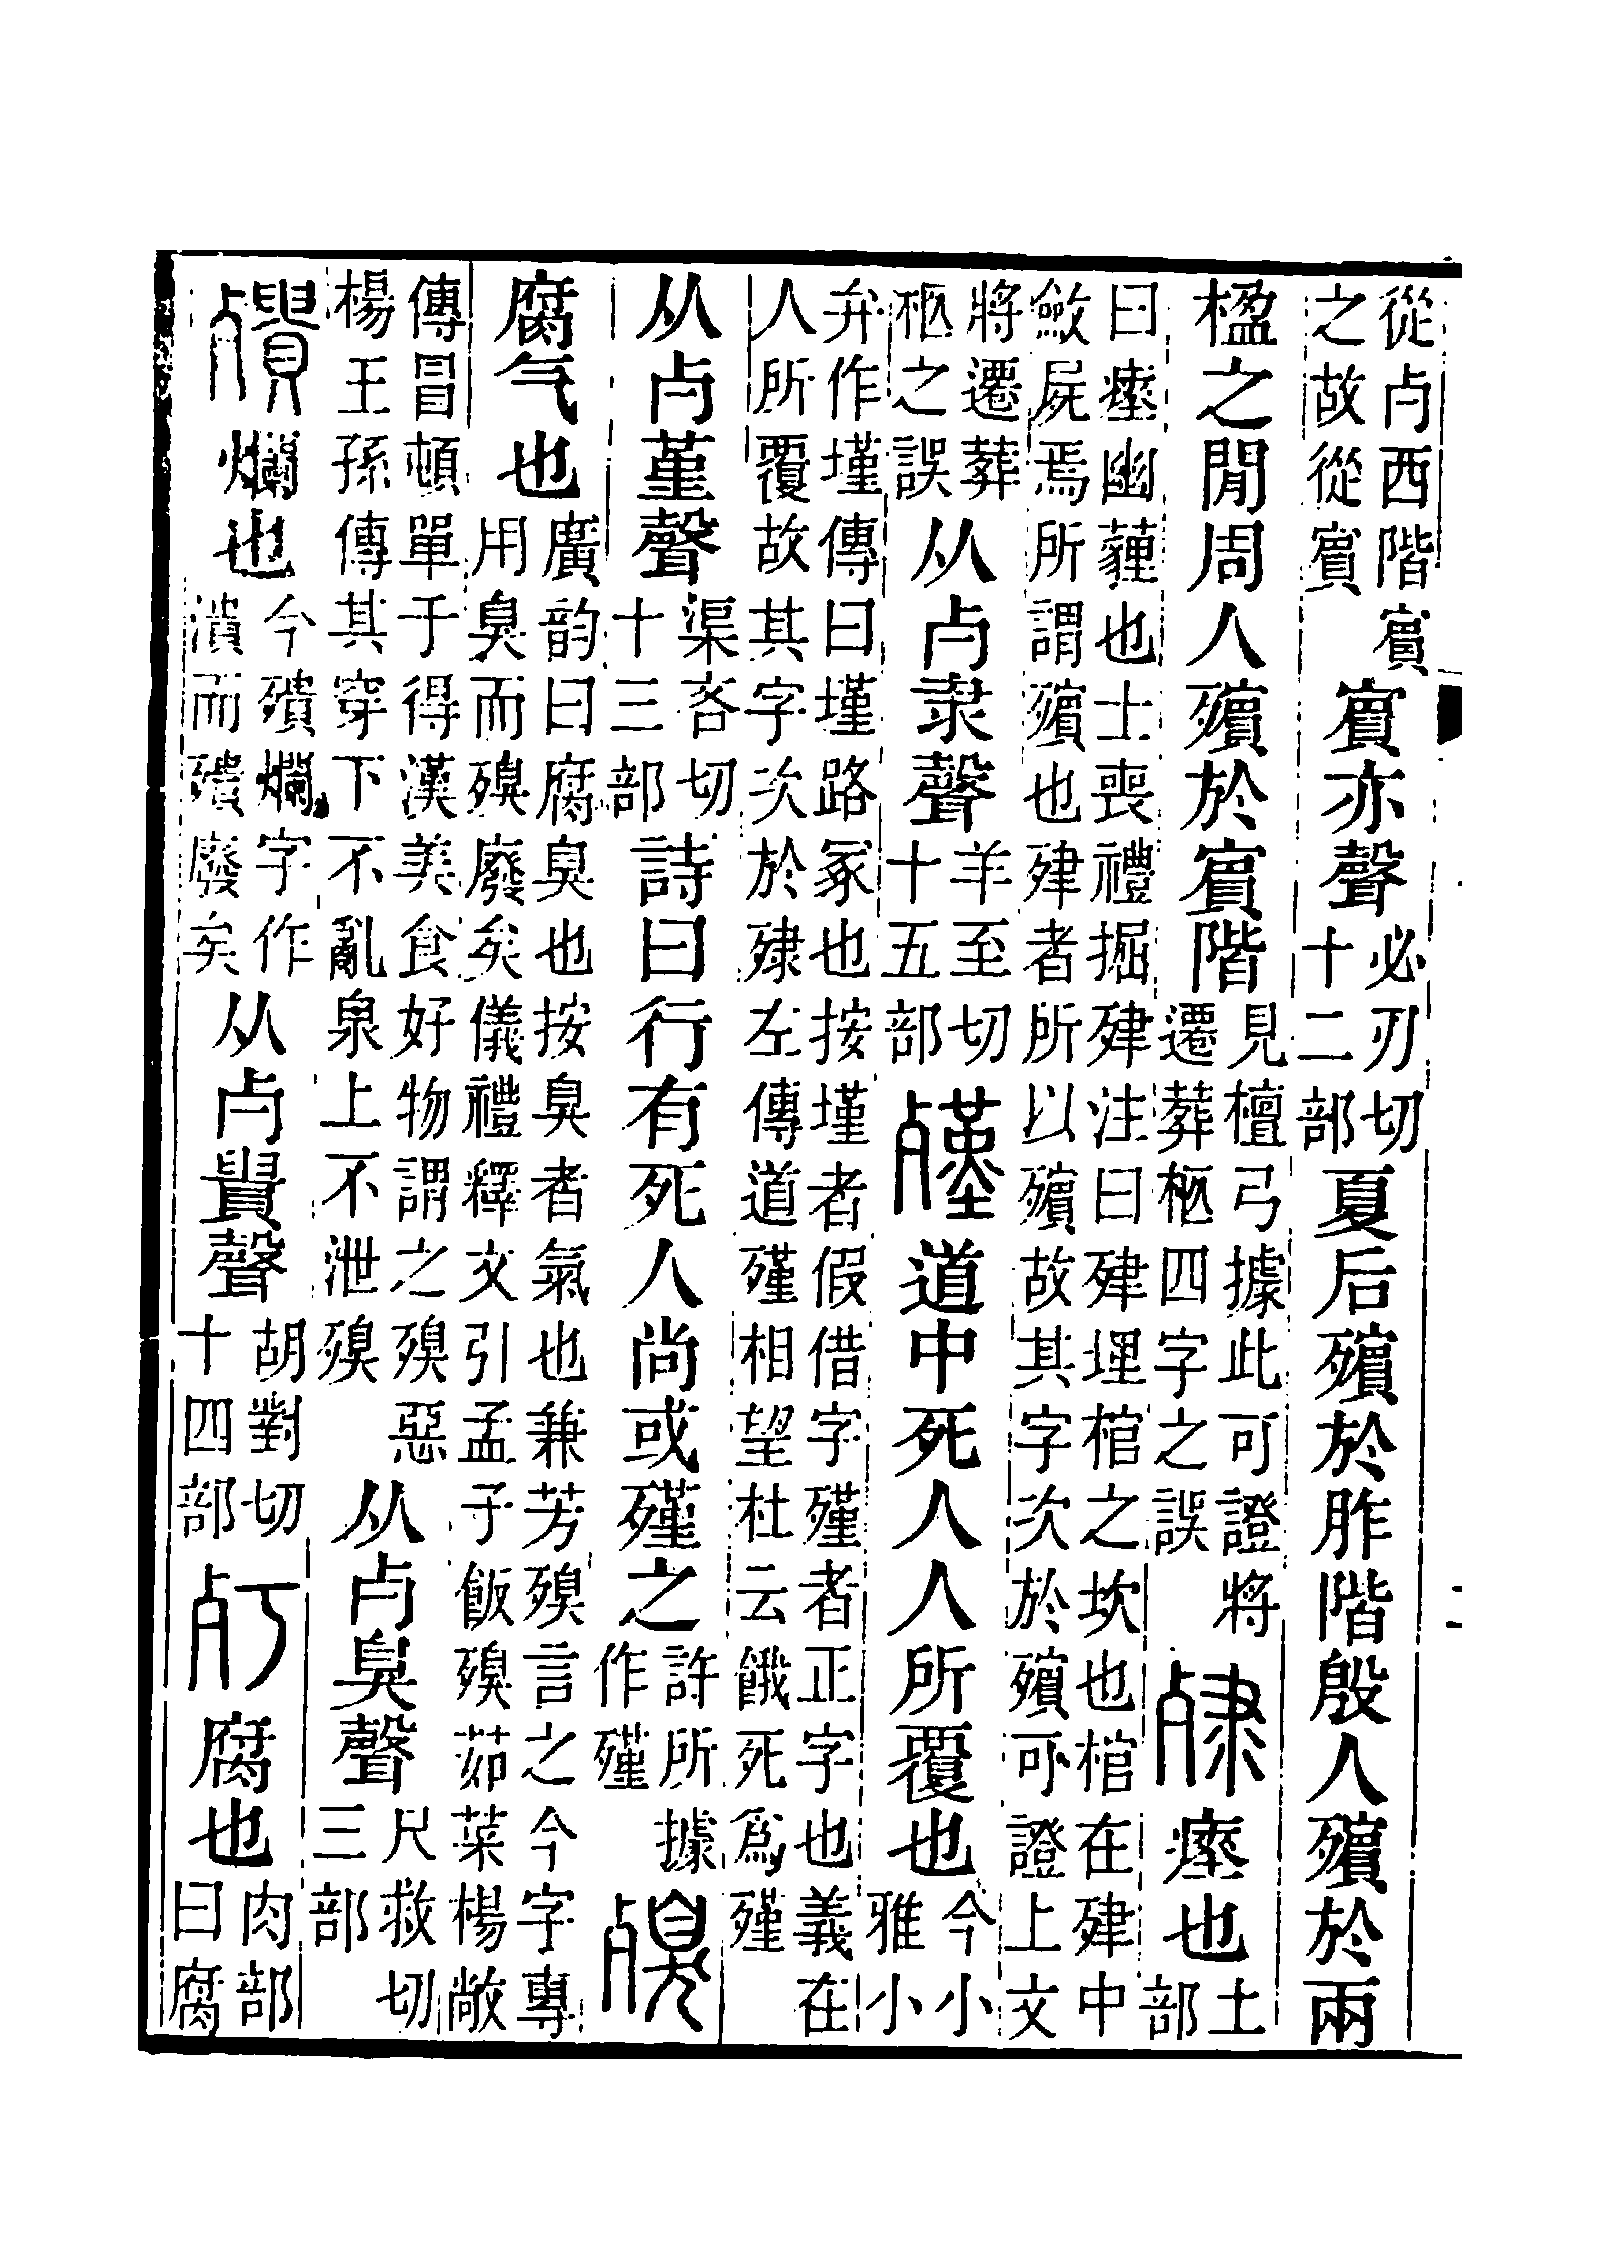 從歺西階賓之故從賓賓亦聲必刃切十二部夏后殯於阼階殷人殯於兩
楹之閒周人殯於賓階見檀弓據此可證將遷葬柩四字之誤殔瘞也土部
曰瘞幽薶也士喪禮掘殔注曰殔埋棺之坎也棺在殔中斂屍焉所謂殯也殔者所以殯故其字次於殯可證上文
將遷葬柩之誤从歺隶聲羊至切十五部殣道中死人人所覆也今小雅小
弁作墐傳曰墐路冢也按墐者假借字殣者正字也義在人所覆故其字次於殔左傳道殣相望杜云餓死爲殣
从歺堇聲渠吝切十三部詩曰行有死人尚或殣之許所據作殣殠
腐气也廣韵曰腐臭也按臭者氣也兼芳殠言之今字專用臭而殠廢矣儀禮釋文引孟子飯殠茹菜楊敞
傳冒頓單于得漢美食好物謂之殠惡楊王孫傳其穿下不亂泉上不泄殠从歺臭聲尺救切三部
殨爛也今殨爛字作潰而殨廢矣从歺貴聲胡對切十四部㱙腐也肉部曰腐